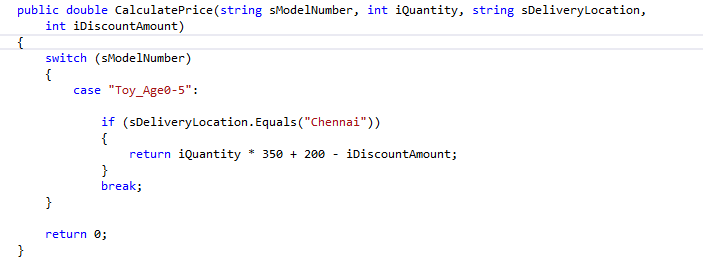 public double CalculatePrice(string sModelNumber, int iQuantity, string sDeliveryLocation,
    int iDiscountAmount)
{
    switch (sModelNumber)
    {
        case "Toy_Age0-5":
            if (sDeliveryLocation.Equals("Chennai"))
            {
                return iQuantity * 350 + 200 - iDiscountAmount;
            }
            break;
    }
    return 0;
}